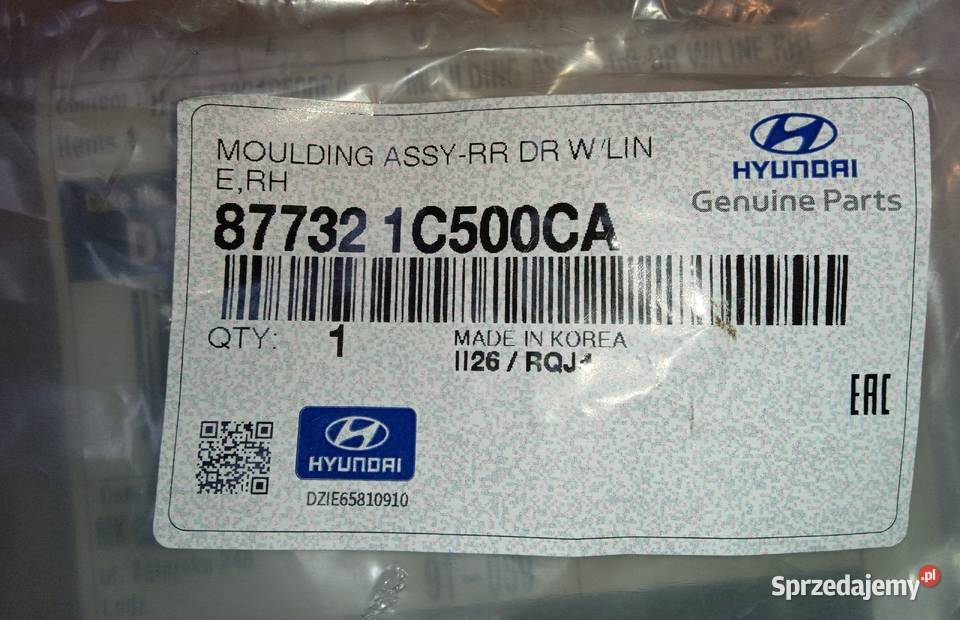 MOULDING ASSY-RR DR W/LIN
E,RH
87732 1C500CA
HYUNDAI
Genuine Parts
QTY: 1
MADE IN KOREA
II26 / RQJ
EAC
HYUNDAI
DZIE65810910
Sprzedajemy.pl